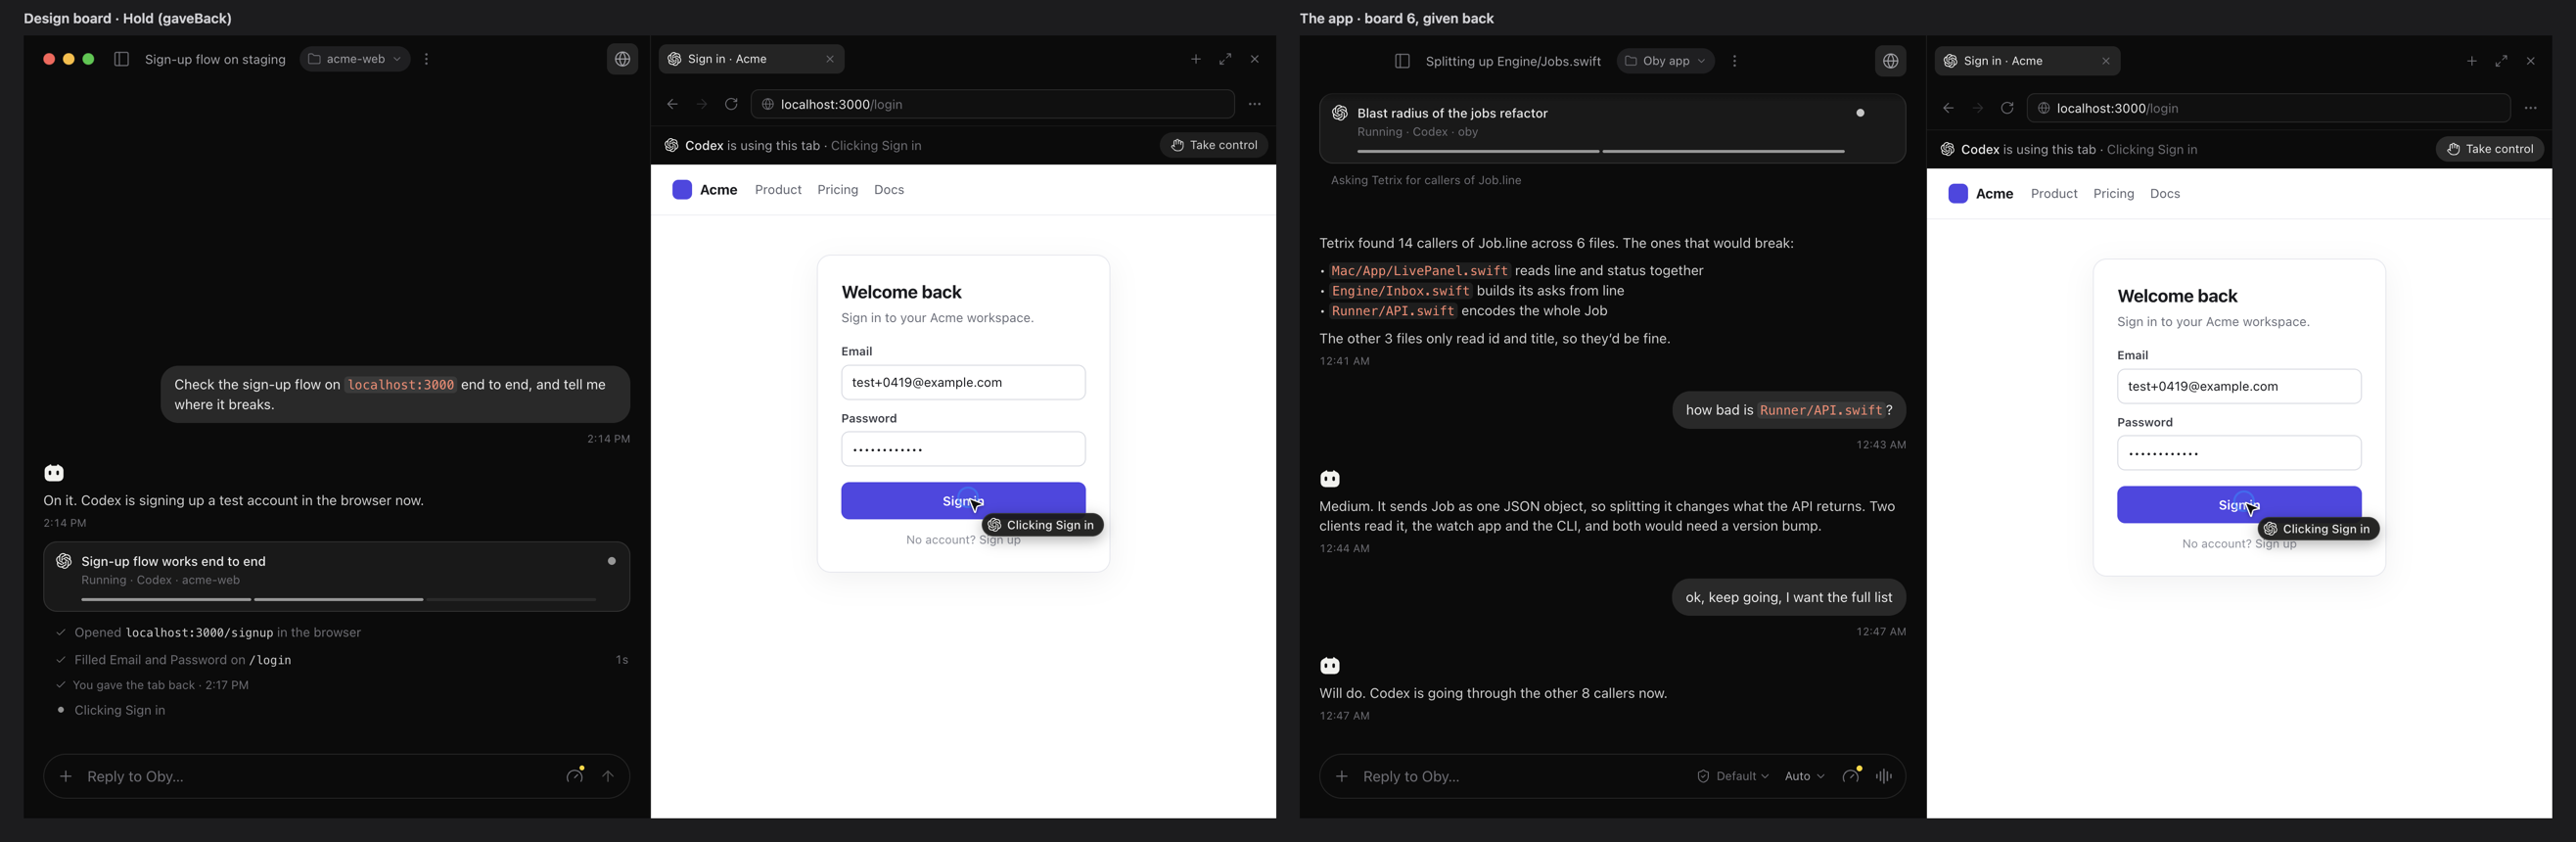 Design board · Hold (gaveBack)
Sign-up flow on staging
acme-web
Sign in · Acme
localhost:3000/login
Codex is using this tab · Clicking Sign in
Take control
Acme
Product
Pricing
Docs
Welcome back
Sign in to your Acme workspace.
Email
test+0419@example.com
Password
Sign in
Clicking Sign in
No account? Sign up
Check the sign-up flow on localhost:3000 end to end, and tell me
where it breaks.
2:14 PM
On it. Codex is signing up a test account in the browser now.
2:14 PM
Sign-up flow works end to end
Running · Codex · acme-web
Opened localhost:3000/signup in the browser
Filled Email and Password on /login
1s
You gave the tab back · 2:17 PM
Clicking Sign in
Reply to Oby...
The app · board 6, given back
Splitting up Engine/Jobs.swift
Oby app
Blast radius of the jobs refactor
Running · Codex · oby
Asking Tetrix for callers of Job.line
Tetrix found 14 callers of Job.line across 6 files. The ones that would break:
• Mac/App/LivePanel.swift reads line and status together
• Engine/Inbox.swift builds its asks from line
• Runner/API.swift encodes the whole Job
The other 3 files only read id and title, so they'd be fine.
12:41 AM
how bad is Runner/API.swift?
12:43 AM
Medium. It sends Job as one JSON object, so splitting it changes what the API returns. Two
clients read it, the watch app and the CLI, and both would need a version bump.
12:44 AM
ok, keep going, I want the full list
12:47 AM
Will do. Codex is going through the other 8 callers now.
12:47 AM
Reply to Oby...
Default
Auto
Sign in · Acme
localhost:3000/login
Codex is using this tab · Clicking Sign in
Take control
Acme
Product
Pricing
Docs
Welcome back
Sign in to your Acme workspace.
Email
test+0419@example.com
Password
Sign in
Clicking Sign in
No account? Sign up